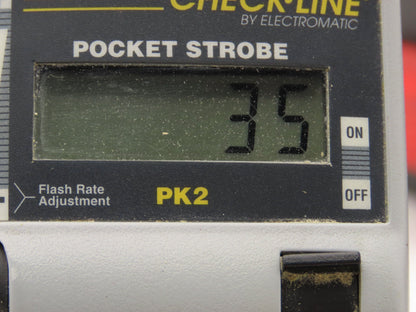 CHECK•LINE
BY ELECTROMATIC
POCKET STROBE
35
ON
OFF
Flash Rate
Adjustment
PK2